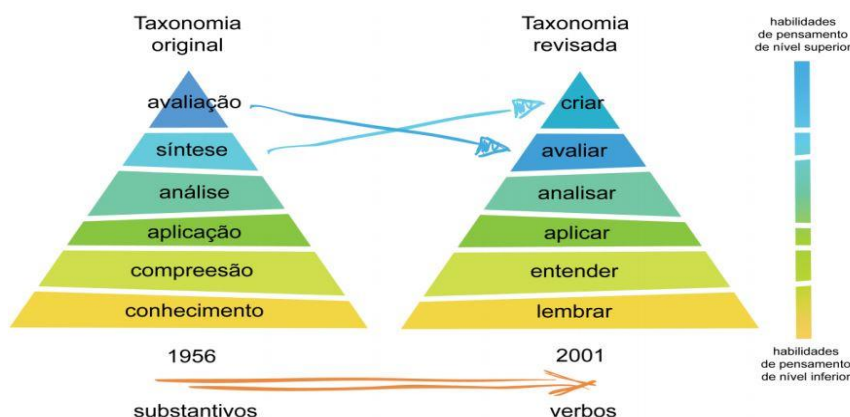 Taxonomia
original
Taxonomia
revisada
habilidades
de pensamento
de nível superior
avaliação
criar
síntese
avaliar
análise
analisar
aplicação
aplicar
compreesão
entender
conhecimento
lembrar
1956
2001
habilidades
de pensamento
de nível inferior
substantivos
verbos